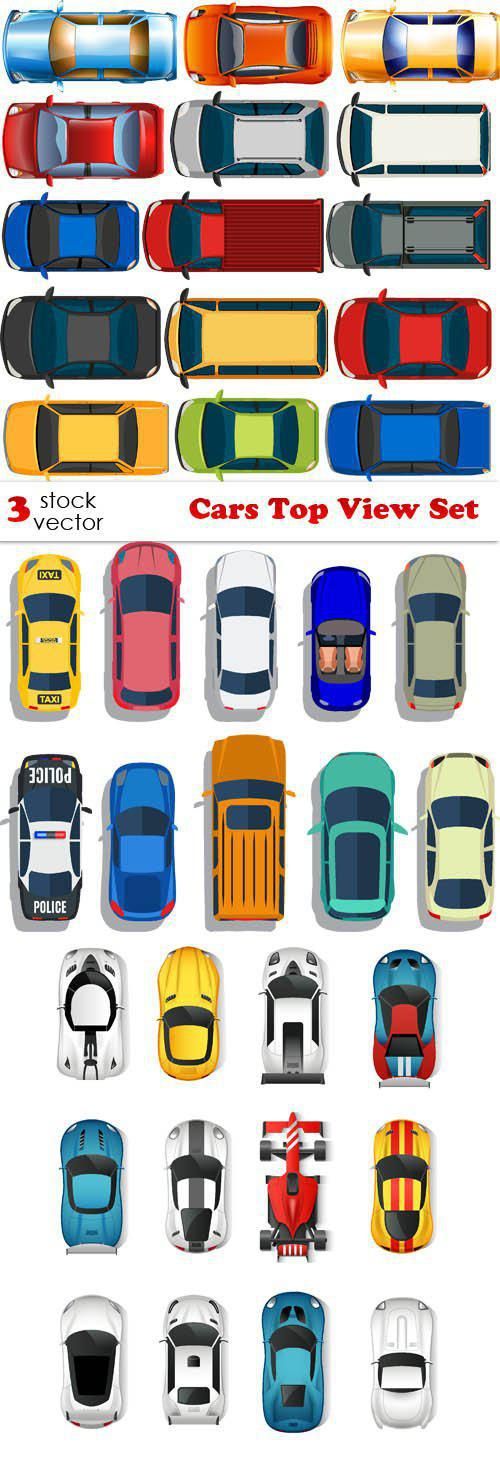 3 stock vector
Cars Top View Set
TAXI
TAXI
POLICE
POLICE